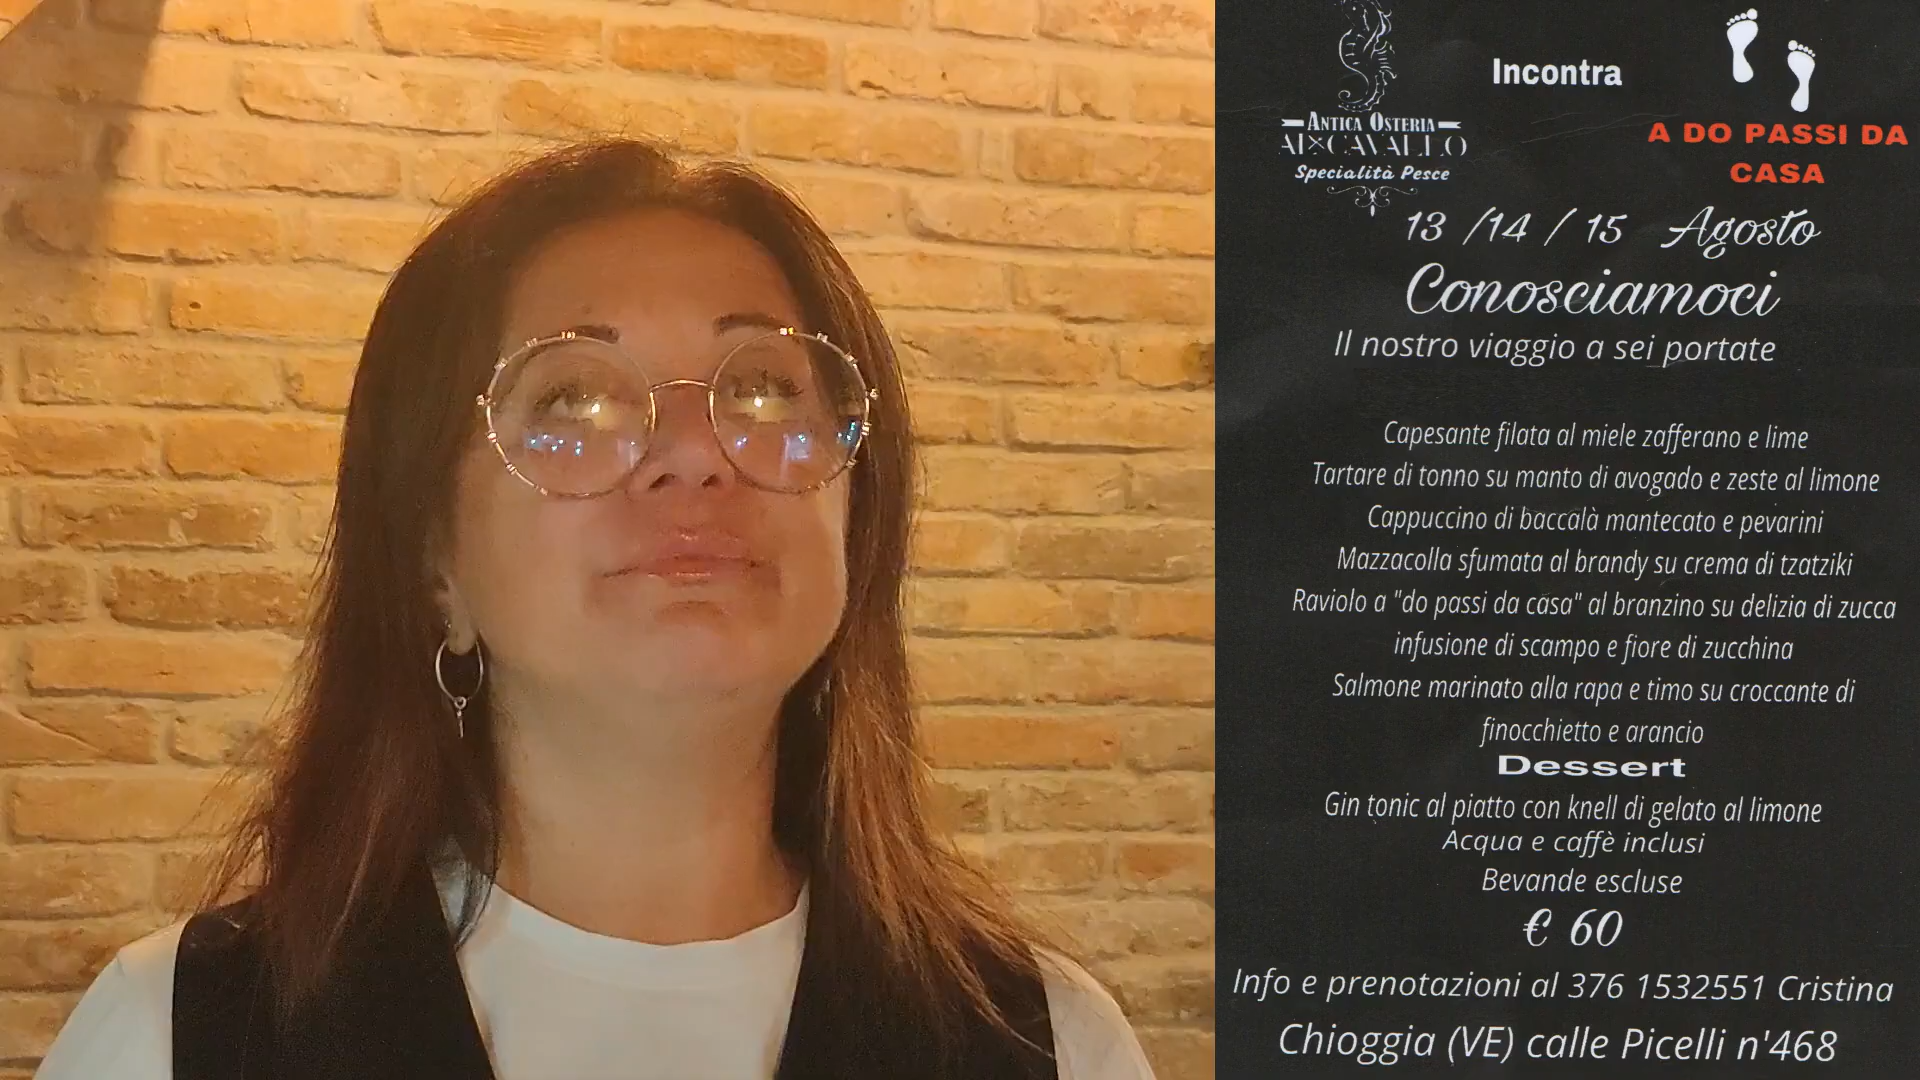 Incontra
ANTICA OSTERIA
AI CAVALLO
Specialità Pesce
A DO PASSI DA
CASA
13 /14 / 15 Agosto
Conosciamoci
Il nostro viaggio a sei portate
Capesante filata al miele zafferano e lime
Tartare di tonno su manto di avogado e zeste al limone
Cappuccino di baccalà mantecato e pevarini
Mazzacolla sfumata al brandy su crema di tzatziki
Raviolo a "do passi da casa" al branzino su delizia di zucca
infusione di scampo e fiore di zucchina
Salmone marinato alla rapa e timo su croccante di
finocchietto e arancio
Dessert
Gin tonic al piatto con knell di gelato al limone
Acqua e caffè inclusi
Bevande escluse
€ 60
Info e prenotazioni al 376 1532551 Cristina
Chioggia (VE) calle Picelli n'468